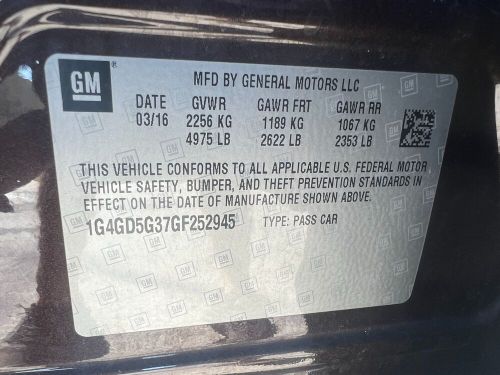 GM
MFD BY GENERAL MOTORS LLC
DATE GVWR GAWR FRT GAWR RR
03/16 2256 KG 1189 KG 1067 KG
4975 LB 2622 LB 2353 LB
THIS VEHICLE CONFORMS TO ALL APPLICABLE U.S. FEDERAL MOTOR
VEHICLE SAFETY, BUMPER, AND THEFT PREVENTION STANDARDS IN
EFFECT ON THE DATE OF MANUFACTURE SHOWN ABOVE.
1G4GD5G37GF252945 TYPE: PASS CAR